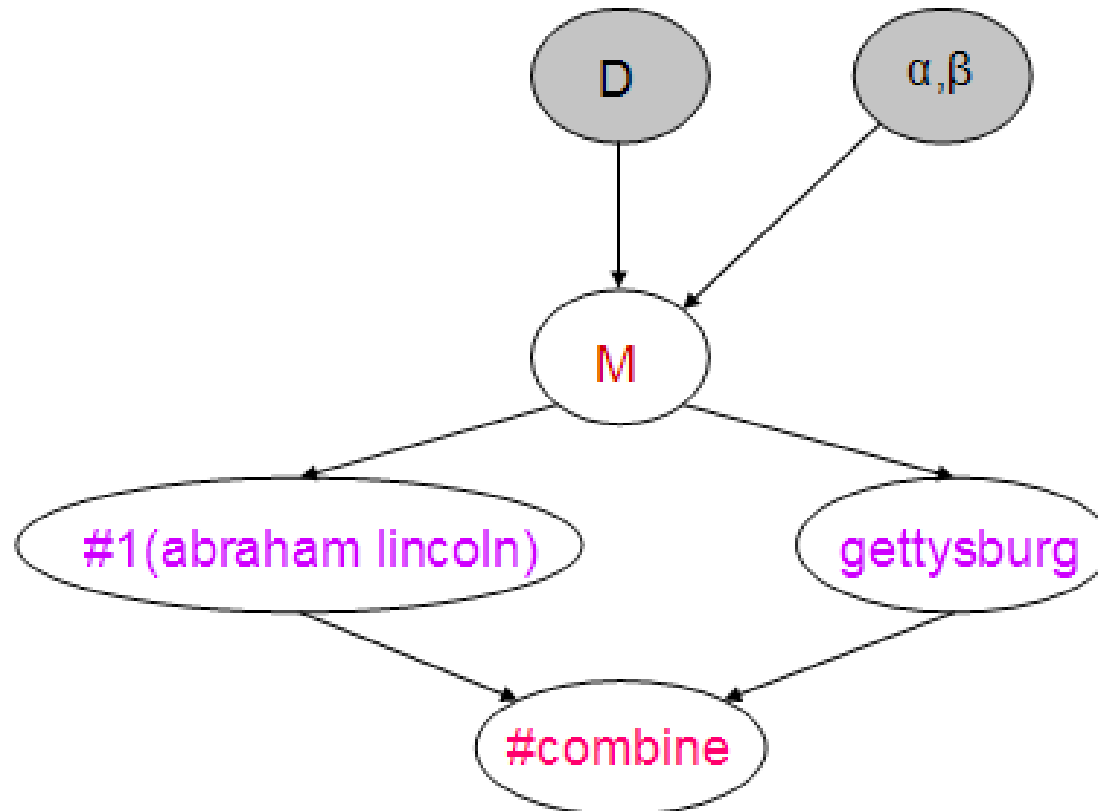 D
α,β
M
#1(abraham lincoln)
gettysburg
#combine